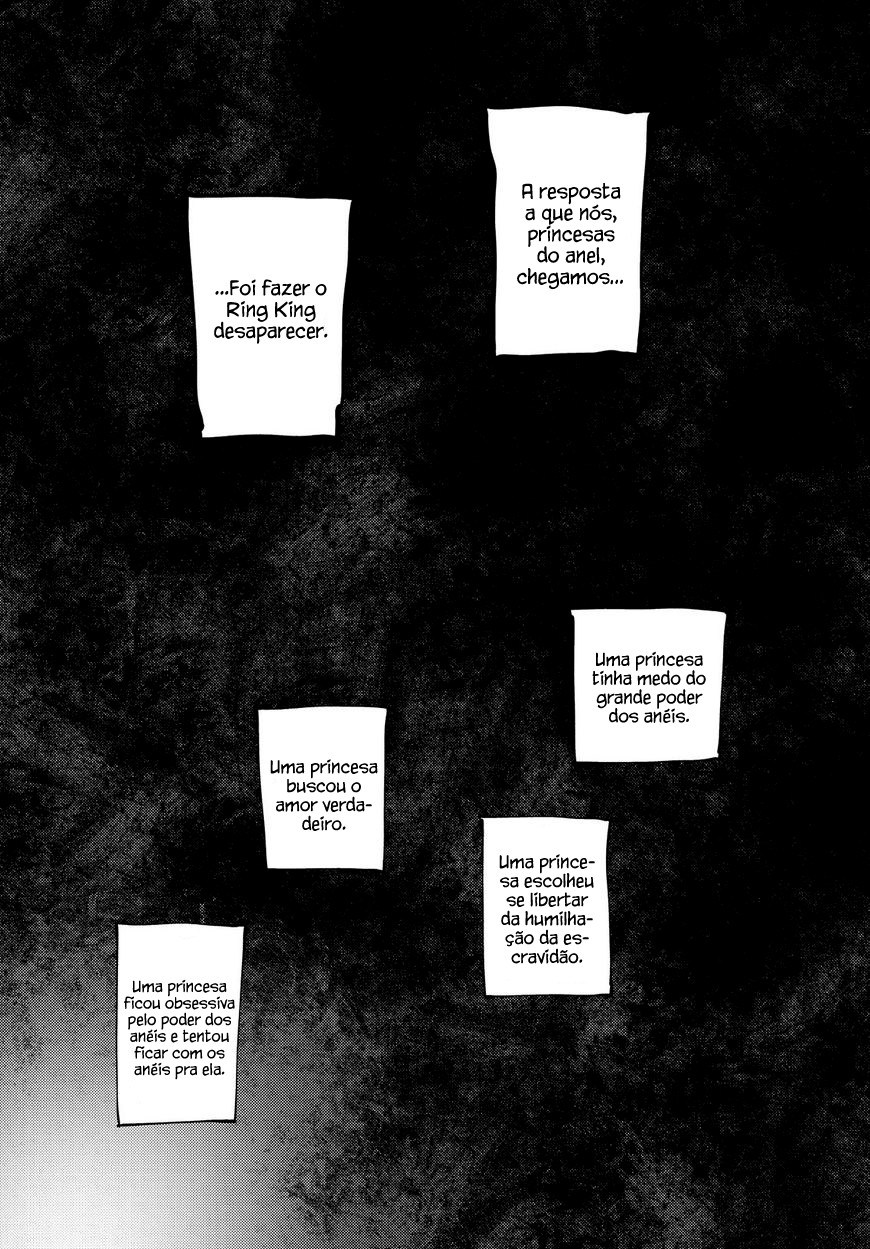 A resposta
a que nós,
princesas
do anel,
chegamos...
...Foi fazer o
Ring King
desaparecer.
Uma princesa
tinha medo do
grande poder
dos anéis.
Uma princesa
buscou o
amor verda-
deiro.
Uma prince-
sa escolheu
se libertar
da humilha-
ção da es-
cravidão.
Uma princesa
ficou obsessiva
pelo poder dos
anéis e tentou
ficar com os
anéis pra ela.